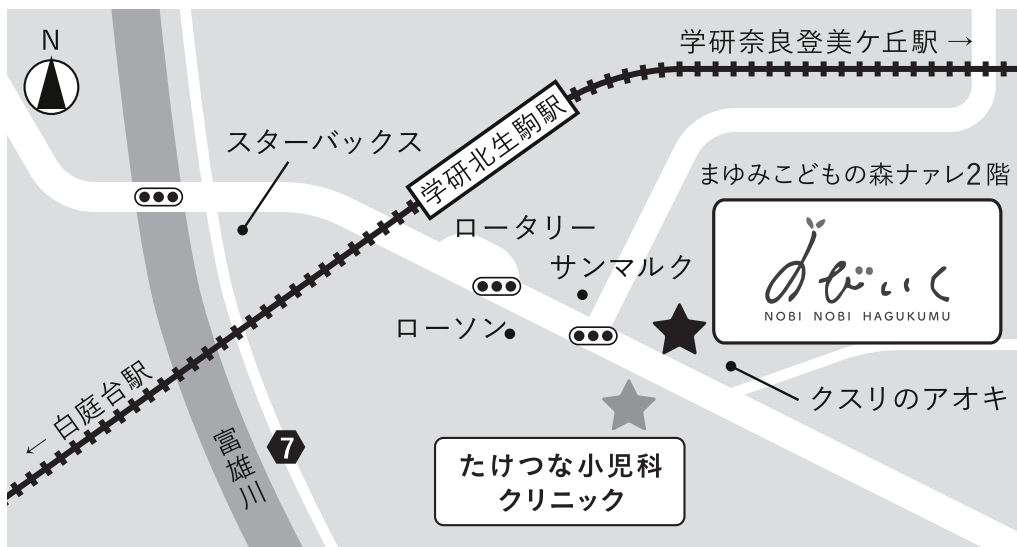 N
学研奈良登美ケ丘駅 →
スターバックス
学研北生駒駅
まゆみこどもの森ナァレ2階
ロータリー
サンマルク
NOBI NOBI HAGUKUMU
ローソン
クスリのアオキ
← 白庭台駅
富雄川
7
たけつな小児科
クリニック